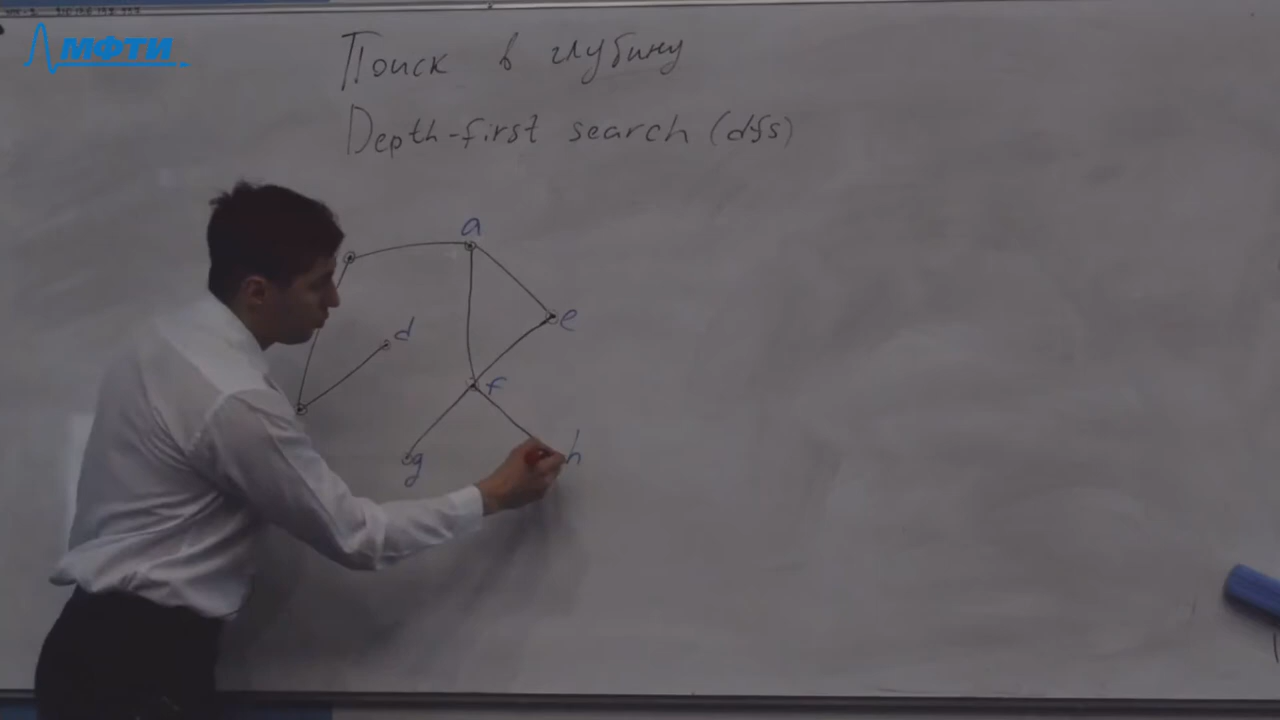 МФТИ
Поиск в глубину
Depth-first search (dfs)
a
d
e
f
g
h